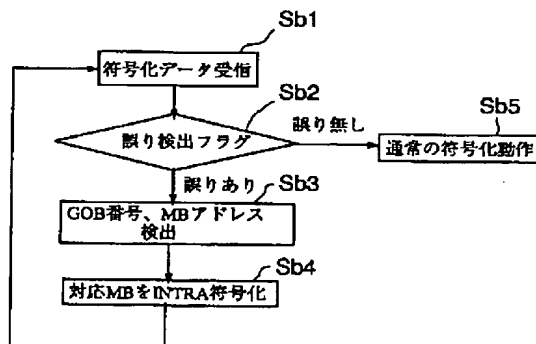 Sb1
符号化データ受信
Sb2
誤り検出フラグ
誤り無し
Sb5
通常の符号化動作
誤りあり
Sb3
GOB番号、MBアドレス
検出
Sb4
対応MBをINTRA符号化